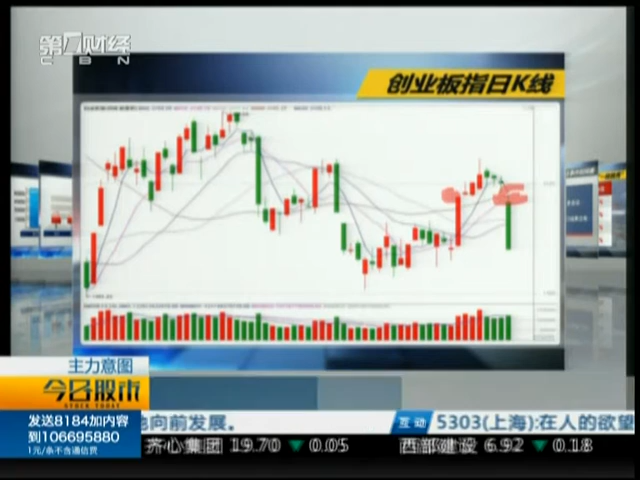 第一财经
CBN
创业板指日K线
主力意图
今日股市
STOCK TODAY
发送8184加内容
到106695880
1元/条不含通信费
向前发展。
互动
5303(上海):在人的欲望
齐心集团 19.70 ▼ 0.05
西部建设 6.92 ▼ 0.18